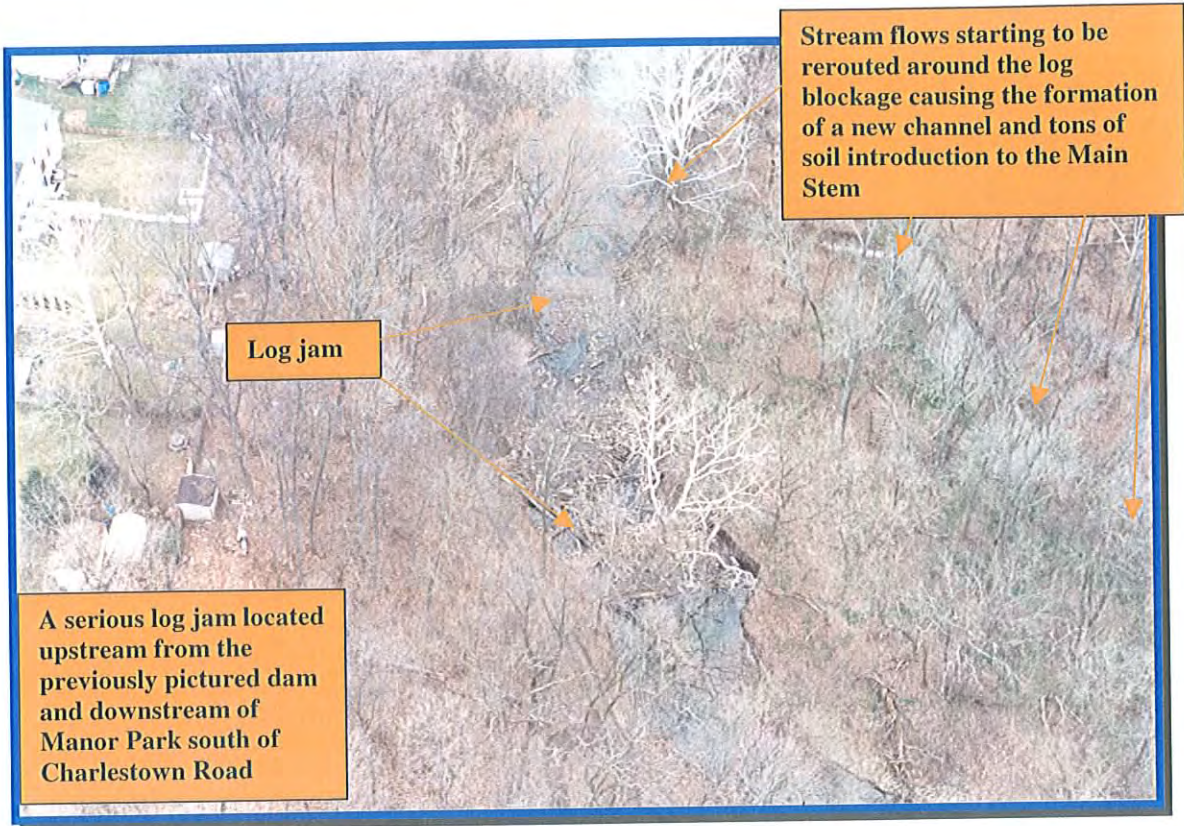 Stream flows starting to be
rerouted around the log
blockage causing the formation
of a new channel and tons of
soil introduction to the Main
Stem
Log jam
A serious log jam located
upstream from the
previously pictured dam
and downstream of
Manor Park south of
Charlestown Road